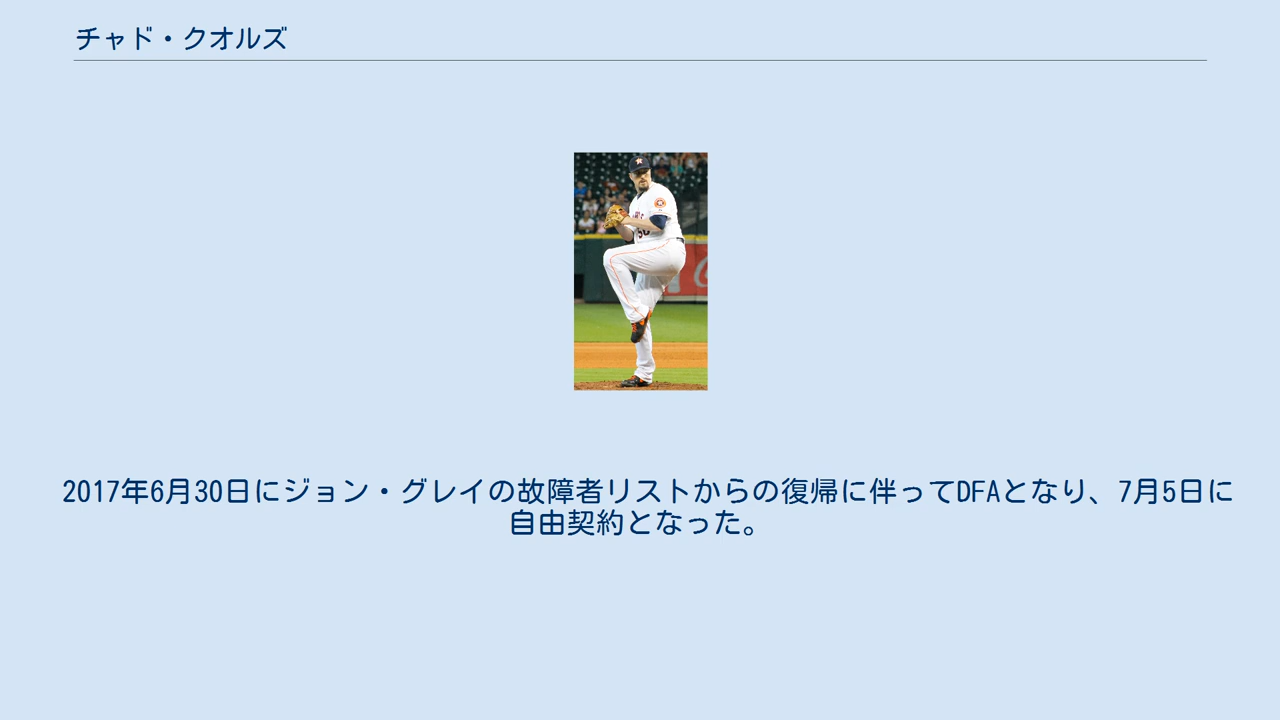 チャド・クオルズ
2017年6月30日にジョン・グレイの故障者リストからの復帰に伴ってDFAとなり、7月5日に
自由契約となった。